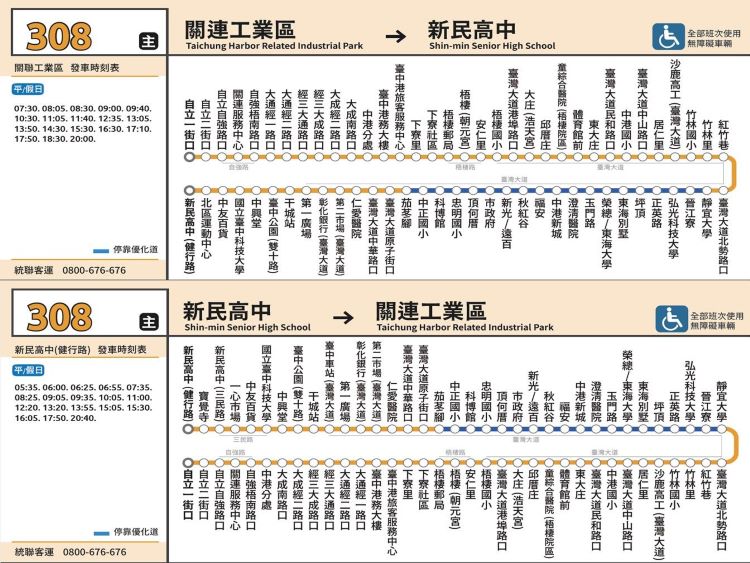 308 主
關聯工業區 發車時刻表
平/假日
07:30. 08:05. 08:30. 09:00. 09:40.
10:30. 11:05. 11:40. 12:35. 13:05.
13:50. 14:30. 15:30. 16:30. 17:10.
17:50. 18:30. 20:00.
停靠優化道
統聯客運 0800-676-676
關連工業區 → 新民高中
Taichung Harbor Related Industrial Park Shin-min Senior High School
全部班次使用
無障礙車輛
自立一街口
自立二街口
自立自強路口
關連服務中心
自強梧南路口
大通經一路口
大通經二路口
經三大通路口
經三大成路口
大成經二路口
大成南路口
中港分處
臺中港務大樓
臺中港旅客服務中心
下寮里
下寮社區
梧棲郵局
梧棲(朝元宮)
安仁里
梧棲國小
臺灣大道港埠路口
大庄(浩天宮)
邱厝庄
童綜合醫院(梧棲院區)
體育館前
東大庄
臺灣大道民和路口
中港國小
臺灣大道中山路口
居仁里
沙鹿高工(臺灣大道)
竹林國小
竹林里
紅竹巷
自強路
梧棲路
臺灣大道
臺灣大道
新民高中(健行路)
北區運動中心
中友百貨
國立臺中科技大學
中興堂
臺中公園(雙十路)
干城站
第一廣場
彰化銀行(臺灣大道)
第二市場(臺灣大道)
仁愛醫院
臺灣大道中華路口
臺灣大道原子街口
茄苳腳
中正國小
科博館
忠明國小
頂何厝
市政府
新光/遠百
秋紅谷
福安
中港新城
澄清醫院
玉門路
榮總/東海大學
東海別墅
坪頂
正英路
弘光科技大學
晉江寮
靜宜大學
臺灣大道北勢路口
308 主
新民高中(健行路) 發車時刻表
平/假日
05:35. 06:00. 06:25. 06:55. 07:35.
08:25. 09:05. 09:35. 10:05. 11:00.
12:20. 13:20. 13:55. 15:05. 15:30.
16:05. 17:50. 20:40.
停靠優化道
統聯客運 0800-676-676
新民高中 → 關連工業區
Shin-min Senior High School Taichung Harbor Related Industrial Park
全部班次使用
無障礙車輛
新民高中(健行路)
寶覺寺
新民高中(三民路)
一心市場
中友百貨
國立臺中科技大學
中興堂
臺中公園(雙十路)
干城站
臺中車站(臺灣大道)
第一廣場
彰化銀行(臺灣大道)
第二市場(臺灣大道)
仁愛醫院
臺灣大道中華路口
臺灣大道原子街口
茄苳腳
中正國小
科博館
忠明國小
頂何厝
市政府
新光/遠百
秋紅谷
福安
中港新城
澄清醫院
玉門路
榮總/東海大學
東海別墅
坪頂
正英路
弘光科技大學
晉江寮
靜宜大學
三民路
臺灣大道
自強路
梧棲路
臺灣大道
自立一街口
自立二街口
自立自強路口
關連服務中心
自強梧南路口
中港分處
大成南路口
大成經二路口
經三大成路口
經三大通路口
大通經二路口
大通經一路口
臺中港務大樓
臺中港旅客服務中心
下寮里
下寮社區
梧棲郵局
梧棲(朝元宮)
安仁里
梧棲國小
臺灣大道港埠路口
大庄(浩天宮)
邱厝庄
童綜合醫院(梧棲院區)
體育館前
東大庄
臺灣大道民和路口
中港國小
臺灣大道中山路口
居仁里
沙鹿高工(臺灣大道)
竹林國小
竹林里
紅竹巷
臺灣大道北勢路口